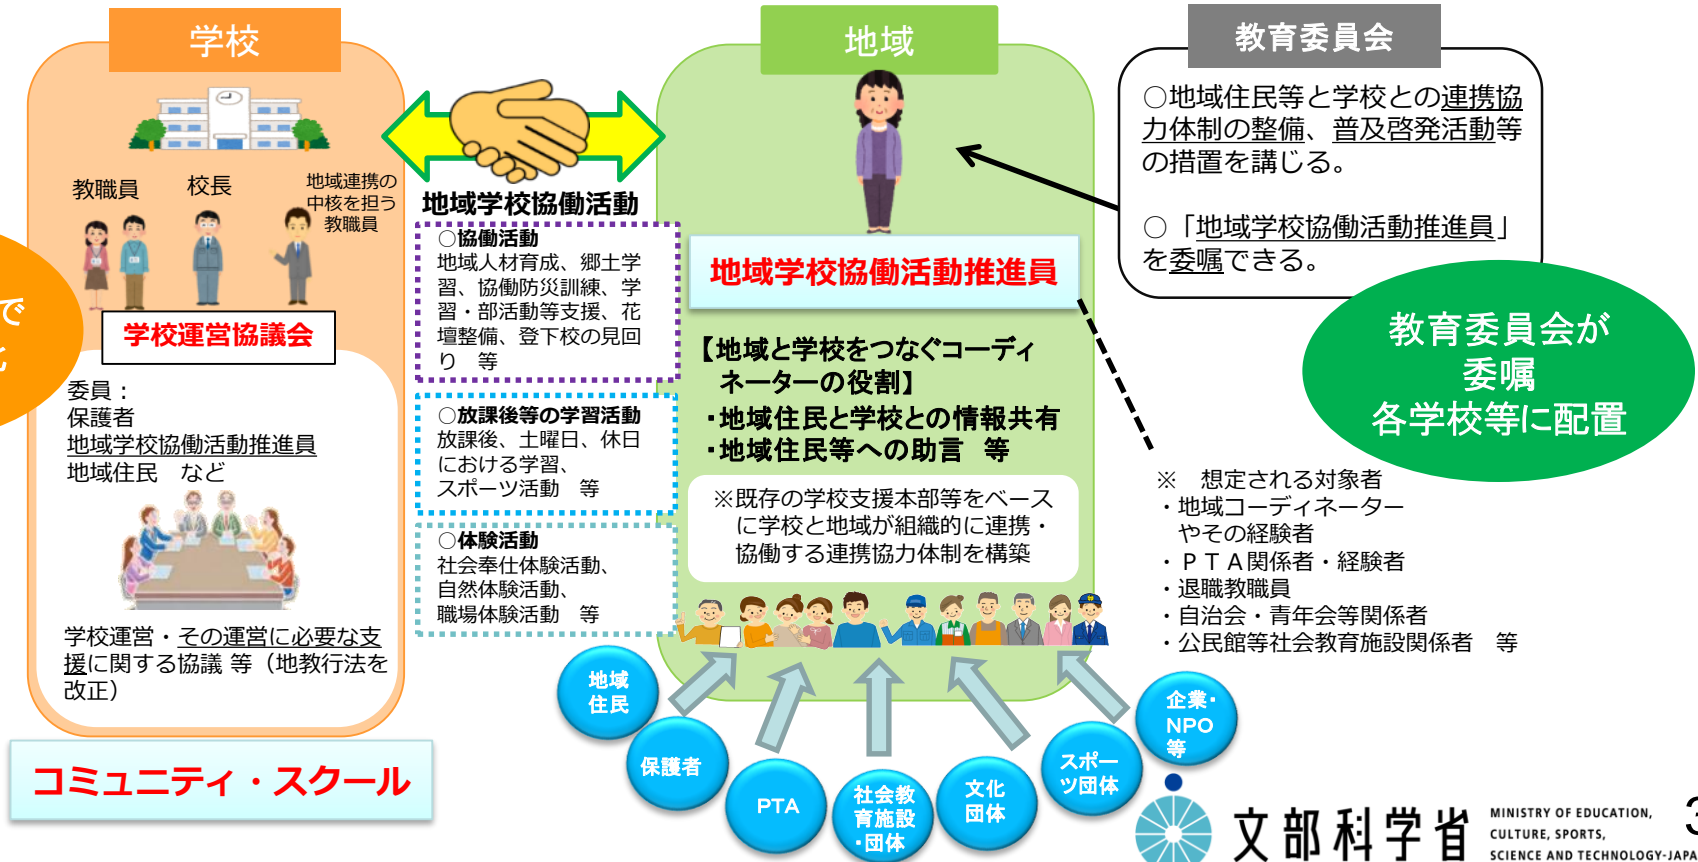 学校
教職員
校長
地域連携の
中核を担う
教職員
で
学校運営協議会
委員：
保護者
地域学校協働活動推進員
地域住民　など
学校運営・その運営に必要な支
援に関する協議 等（地教行法を
改正）
コミュニティ・スクール
地域学校協働活動
○協働活動
地域人材育成、郷土学
習、協働防災訓練、学
習・部活動等支援、花
壇整備、登下校の見回
り　等
○放課後等の学習活動
放課後、土曜日、休日
における学習、
スポーツ活動　等
○体験活動
社会奉仕体験活動、
自然体験活動、
職場体験活動　等
地域
地域学校協働活動推進員
【地域と学校をつなぐコーディ
ネーターの役割】
・地域住民と学校との情報共有
・地域住民等への助言　等
※既存の学校支援本部等をベース
に学校と地域が組織的に連携・
協働する連携協力体制を構築
地域
住民
保護者
PTA
社会教
育施設
・団体
文化
団体
スポー
ツ団体
企業・
NPO
等
教育委員会
○地域住民等と学校との連携協
力体制の整備、普及啓発活動等
の措置を講じる。
○「地域学校協働活動推進員」
を委嘱できる。
教育委員会が
委嘱
各学校等に配置
※　想定される対象者
・地域コーディネーター
やその経験者
・ＰＴＡ関係者・経験者
・退職教職員
・自治会・青年会等関係者
・公民館等社会教育施設関係者　等
文部科学省
MINISTRY OF EDUCATION,
CULTURE, SPORTS,
SCIENCE AND TECHNOLOGY-JAPA
3